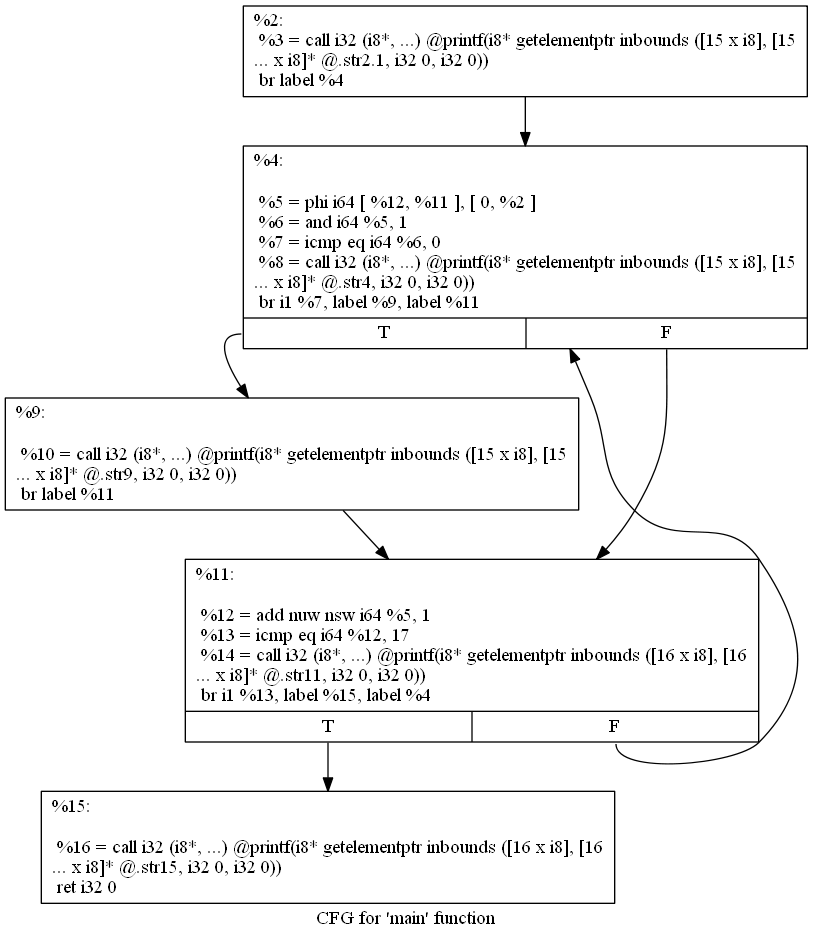 %2:
%3 = call i32 (i8*, ...) @printf(i8* getelementptr inbounds ([15 x i8], [15
... x i8]* @.str2.1, i32 0, i32 0))
br label %4
%4:
%5 = phi i64 [ %12, %11 ], [ 0, %2 ]
%6 = and i64 %5, 1
%7 = icmp eq i64 %6, 0
%8 = call i32 (i8*, ...) @printf(i8* getelementptr inbounds ([15 x i8], [15
... x i8]* @.str4, i32 0, i32 0))
br i1 %7, label %9, label %11
T
F
%9:
%10 = call i32 (i8*, ...) @printf(i8* getelementptr inbounds ([15 x i8], [15
... x i8]* @.str9, i32 0, i32 0))
br label %11
%11:
%12 = add nuw nsw i64 %5, 1
%13 = icmp eq i64 %12, 17
%14 = call i32 (i8*, ...) @printf(i8* getelementptr inbounds ([16 x i8], [16
... x i8]* @.str11, i32 0, i32 0))
br i1 %13, label %15, label %4
T
F
%15:
%16 = call i32 (i8*, ...) @printf(i8* getelementptr inbounds ([16 x i8], [16
... x i8]* @.str15, i32 0, i32 0))
ret i32 0
CFG for 'main' function